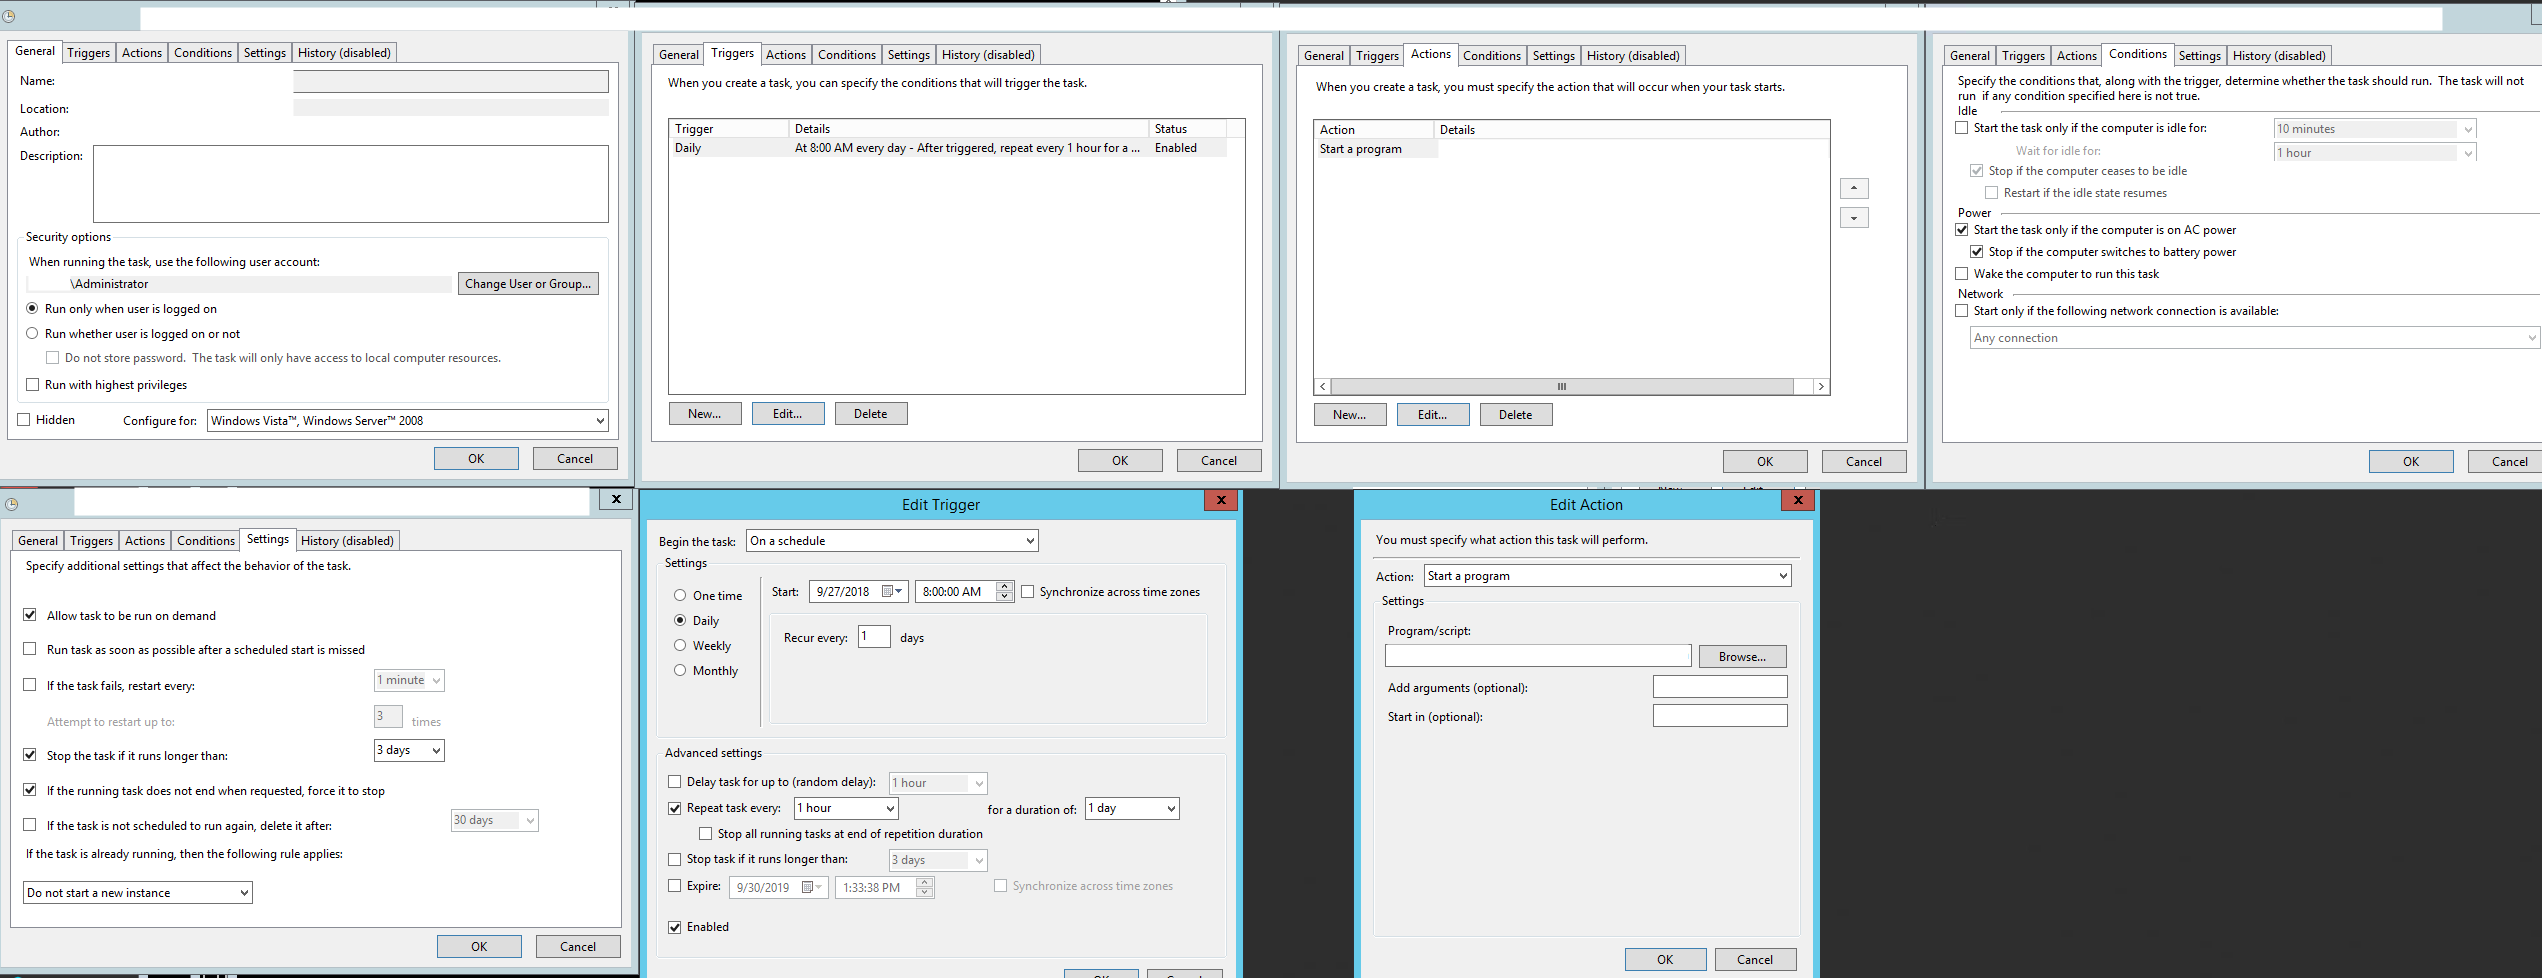 General Triggers Actions Conditions Settings History (disabled)
Name:
Location:
Author:
Description:
Security options
When running the task, use the following user account:
\Administrator
Change User or Group...
Run only when user is logged on
Run whether user is logged on or not
Do not store password. The task will only have access to local computer resources.
Run with highest privileges
Hidden
Configure for: Windows Vista™, Windows Server™ 2008
OK Cancel
General Triggers Actions Conditions Settings History (disabled)
When you create a task, you can specify the conditions that will trigger the task.
Trigger Details Status
Daily At 8:00 AM every day - After triggered, repeat every 1 hour for a ... Enabled
New... Edit... Delete
OK Cancel
General Triggers Actions Conditions Settings History (disabled)
When you create a task, you must specify the action that will occur when your task starts.
Action Details
Start a program
New... Edit... Delete
OK Cancel
General Triggers Actions Conditions Settings History (disabled)
Specify the conditions that, along with the trigger, determine whether the task should run. The task will not
run if any condition specified here is not true.
Idle
Start the task only if the computer is idle for: 10 minutes
Wait for idle for: 1 hour
Stop if the computer ceases to be idle
Restart if the idle state resumes
Power
Start the task only if the computer is on AC power
Stop if the computer switches to battery power
Wake the computer to run this task
Network
Start only if the following network connection is available:
Any connection
OK Cancel
General Triggers Actions Conditions Settings History (disabled)
Specify additional settings that affect the behavior of the task.
Allow task to be run on demand
Run task as soon as possible after a scheduled start is missed
If the task fails, restart every: 1 minute
Attempt to restart up to: 3 times
Stop the task if it runs longer than: 3 days
If the running task does not end when requested, force it to stop
If the task is not scheduled to run again, delete it after: 30 days
If the task is already running, then the following rule applies:
Do not start a new instance
OK Cancel
Edit Trigger
Begin the task: On a schedule
Settings
One time
Daily
Weekly
Monthly
Start: 9/27/2018 8:00:00 AM Synchronize across time zones
Recur every: 1 days
Advanced settings
Delay task for up to (random delay): 1 hour
Repeat task every: 1 hour for a duration of: 1 day
Stop all running tasks at end of repetition duration
Stop task if it runs longer than: 3 days
Expire: 9/30/2019 1:33:38 PM Synchronize across time zones
Enabled
Edit Action
You must specify what action this task will perform.
Action: Start a program
Settings
Program/script:
Browse...
Add arguments (optional):
Start in (optional):
OK Cancel